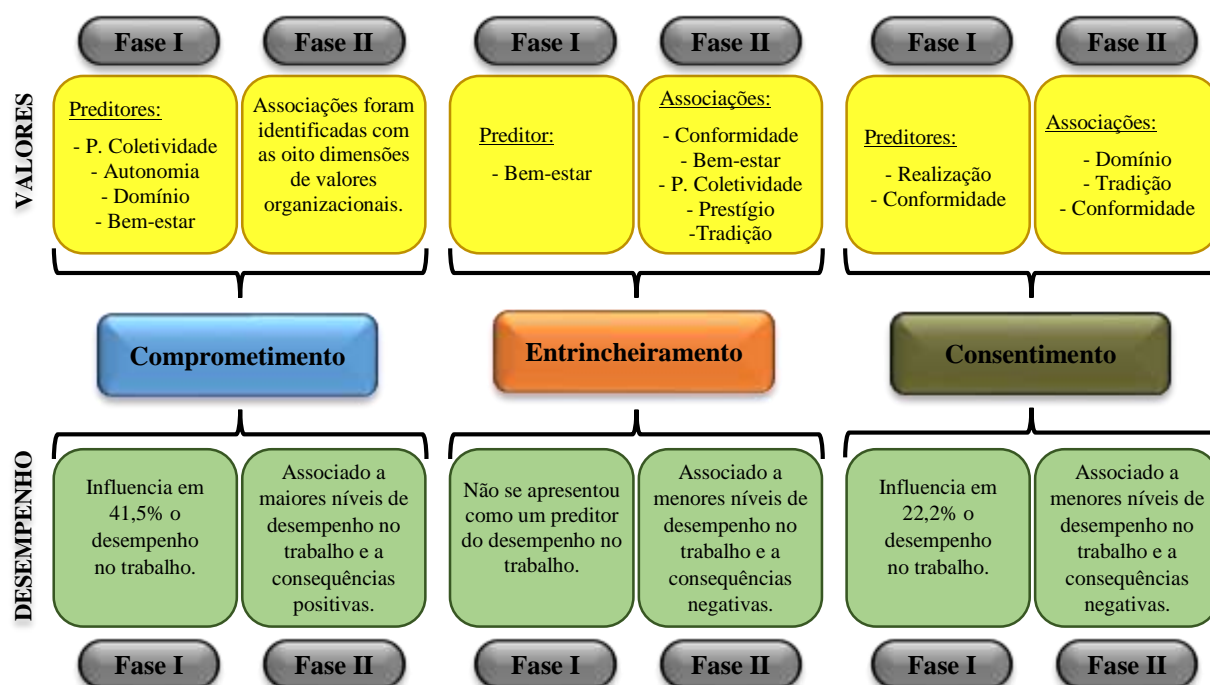 Fase I
Fase II
Fase I
Fase II
Fase I
Fase II
VALORES
Preditores:
- P. Coletividade
- Autonomia
- Domínio
- Bem-estar
Associações foram
identificadas com
as oito dimensões
de valores
organizacionais.
Preditor:
- Bem-estar
Associações:
- Conformidade
- Bem-estar
- P. Coletividade
- Prestígio
-Tradição
Preditores:
- Realização
- Conformidade
Associações:
- Domínio
- Tradição
- Conformidade
Comprometimento
Entrincheiramento
Consentimento
DESEMPENHO
Influencia em
41,5% o
desempenho
no trabalho.
Associado a
maiores níveis de
desempenho no
trabalho e a
consequências
positivas.
Não se apresentou
como um preditor
do desempenho no
trabalho.
Associado a
menores níveis de
desempenho no
trabalho e a
consequências
negativas.
Influencia em
22,2% o
desempenho
no trabalho.
Associado a
menores níveis de
desempenho no
trabalho e a
consequências
negativas.
Fase I
Fase II
Fase I
Fase II
Fase I
Fase II